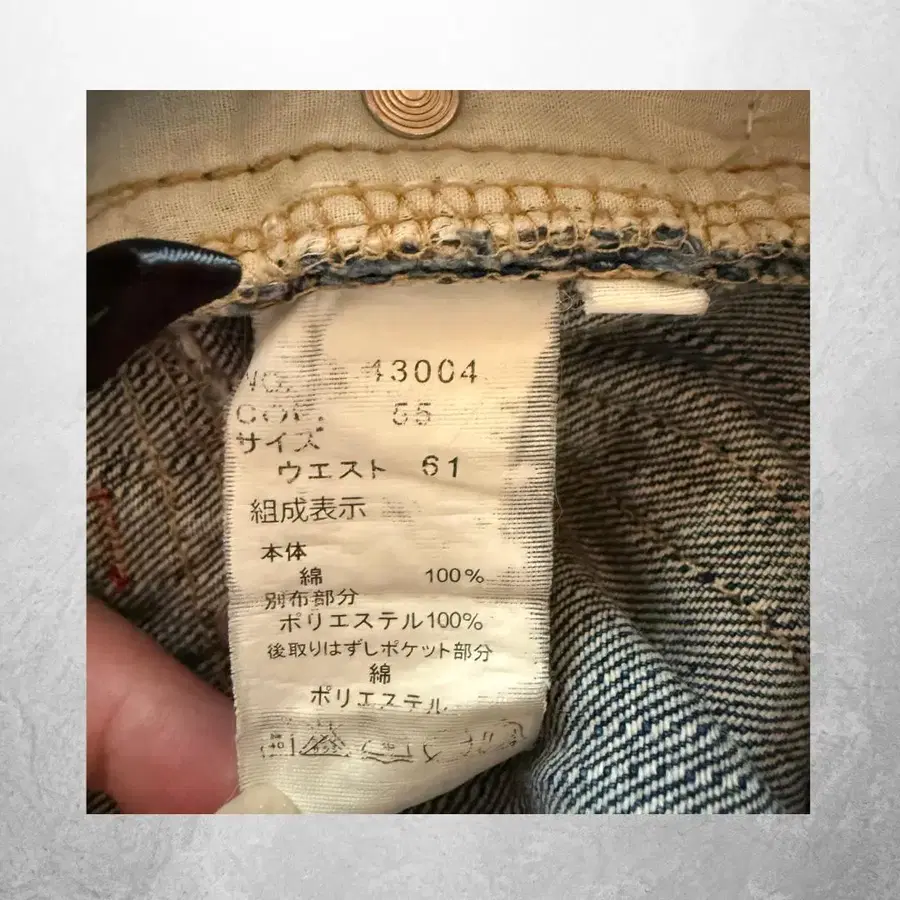 NO. 43004
COL. 55
サイズ
ウエスト 61
組成表示
本体
綿 100%
別布部分
ポリエステル100%
後取りはずしポケット部分
綿
ポリエステル